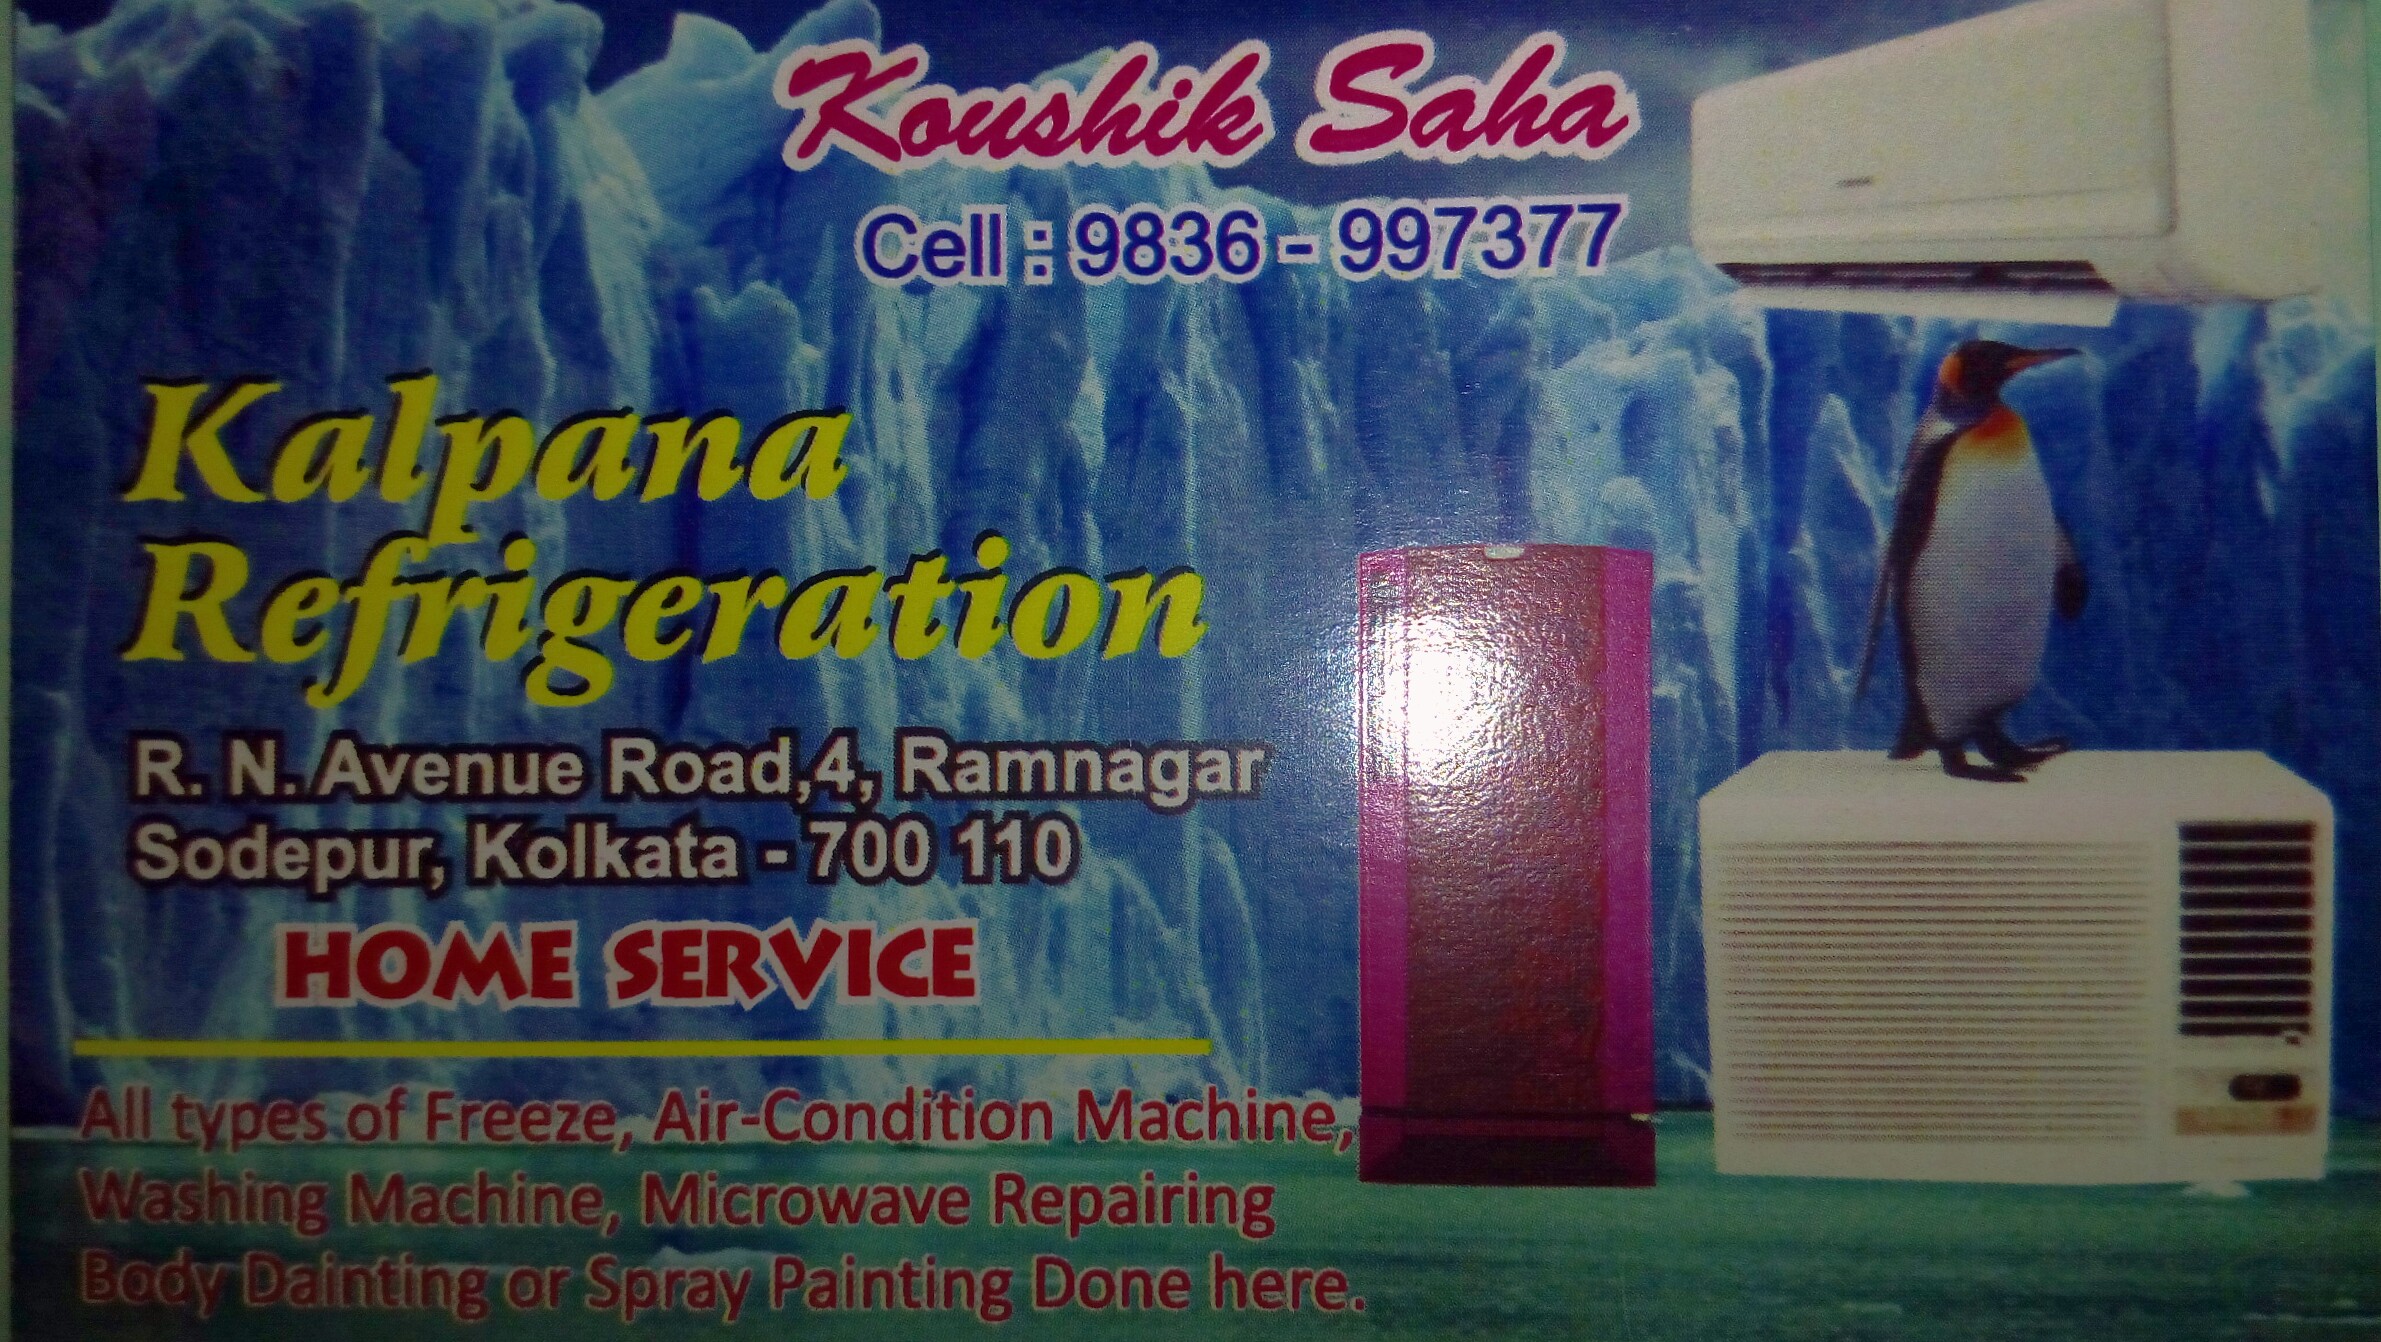 Koushik Saha
Cell : 9836 - 997377
Kalpana
Refrigeration
R. N. Avenue Road,4, Ramnagar
Sodepur, Kolkata - 700 110
HOME SERVICE
All types of Freeze, Air-Condition Machine,
Washing Machine, Microwave Repairing
Body Dainting or Spray Painting Done here.